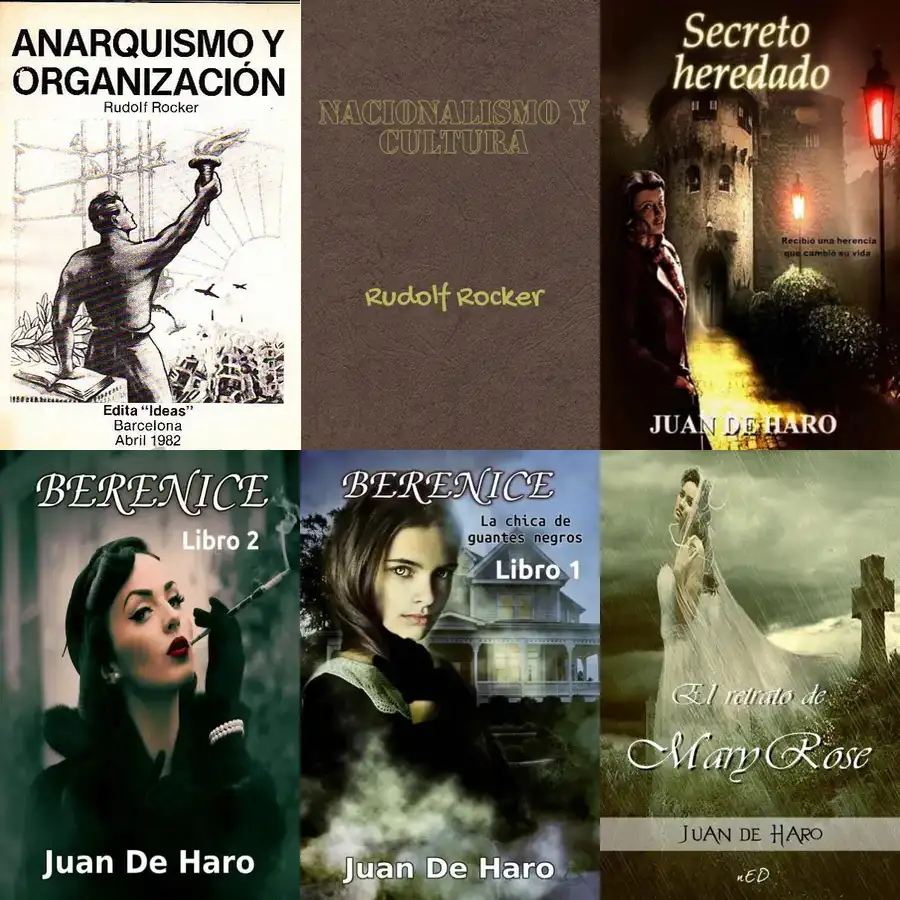 ANARQUISMO Y
ORGANIZACIÓN
Rudolf Rocker
Edita "Ideas"
Barcelona
Abril 1982
NACIONALISMO Y
CULTURA
Rudolf Rocker
Secreto
heredado
Recibió una herencia
que cambió su vida
JUAN DE HARO
BERENICE
Libro 2
Juan De Haro
BERENICE
La chica de
guantes negros
Libro 1
Juan De Haro
El retrato de
Mary Rose
JUAN DE HARO
nED